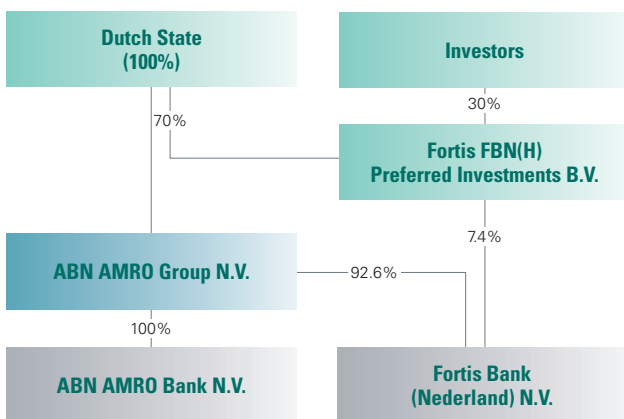 Dutch State
(100%)
Investors
70%
30%
Fortis FBN(H)
Preferred Investments B.V.
7.4%
ABN AMRO Group N.V.
92.6%
100%
ABN AMRO Bank N.V.
Fortis Bank
(Nederland) N.V.